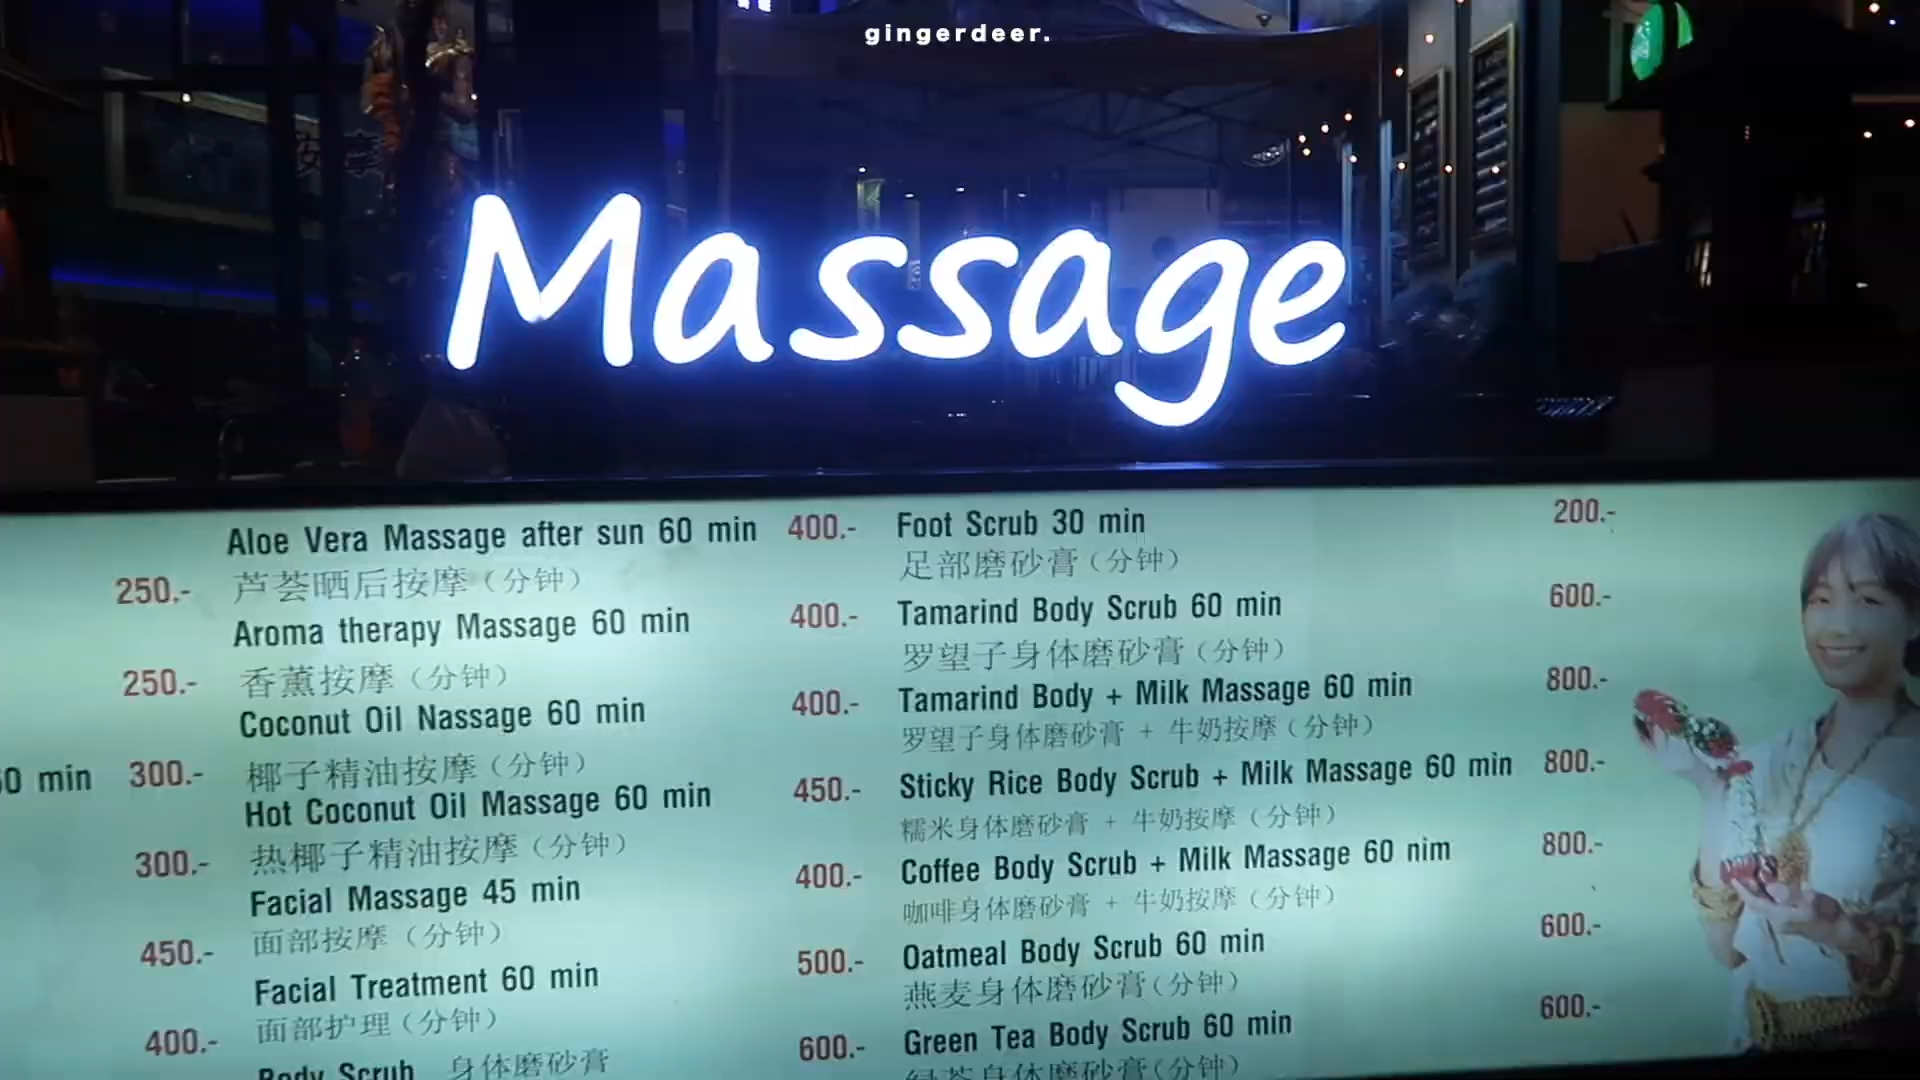 gingerdeer.
Massage
250.-
250.-
60 min 300.-
300.-
450.-
400.-
Aloe Vera Massage after sun 60 min 400.-
芦荟晒后按摩（分钟）
Aroma therapy Massage 60 min 400.-
香薰按摩（分钟）
Coconut Oil Nassage 60 min 400.-
椰子精油按摩（分钟）
Hot Coconut Oil Massage 60 min 450.-
热椰子精油按摩（分钟）
Facial Massage 45 min 400.-
面部按摩（分钟）
Facial Treatment 60 min 500.-
面部护理（分钟）
Body Scrub 身体磨砂膏 600.-
Foot Scrub 30 min 200.-
足部磨砂膏（分钟）
Tamarind Body Scrub 60 min 600.-
罗望子身体磨砂膏（分钟）
Tamarind Body + Milk Massage 60 min 800.-
罗望子身体磨砂膏 + 牛奶按摩（分钟）
Sticky Rice Body Scrub + Milk Massage 60 min 800.-
糯米身体磨砂膏 + 牛奶按摩（分钟）
Coffee Body Scrub + Milk Massage 60 nim 800.-
咖啡身体磨砂膏 + 牛奶按摩（分钟）
Oatmeal Body Scrub 60 min 600.-
燕麦身体磨砂膏（分钟）
Green Tea Body Scrub 60 min 600.-
绿茶身体磨砂膏（分钟）